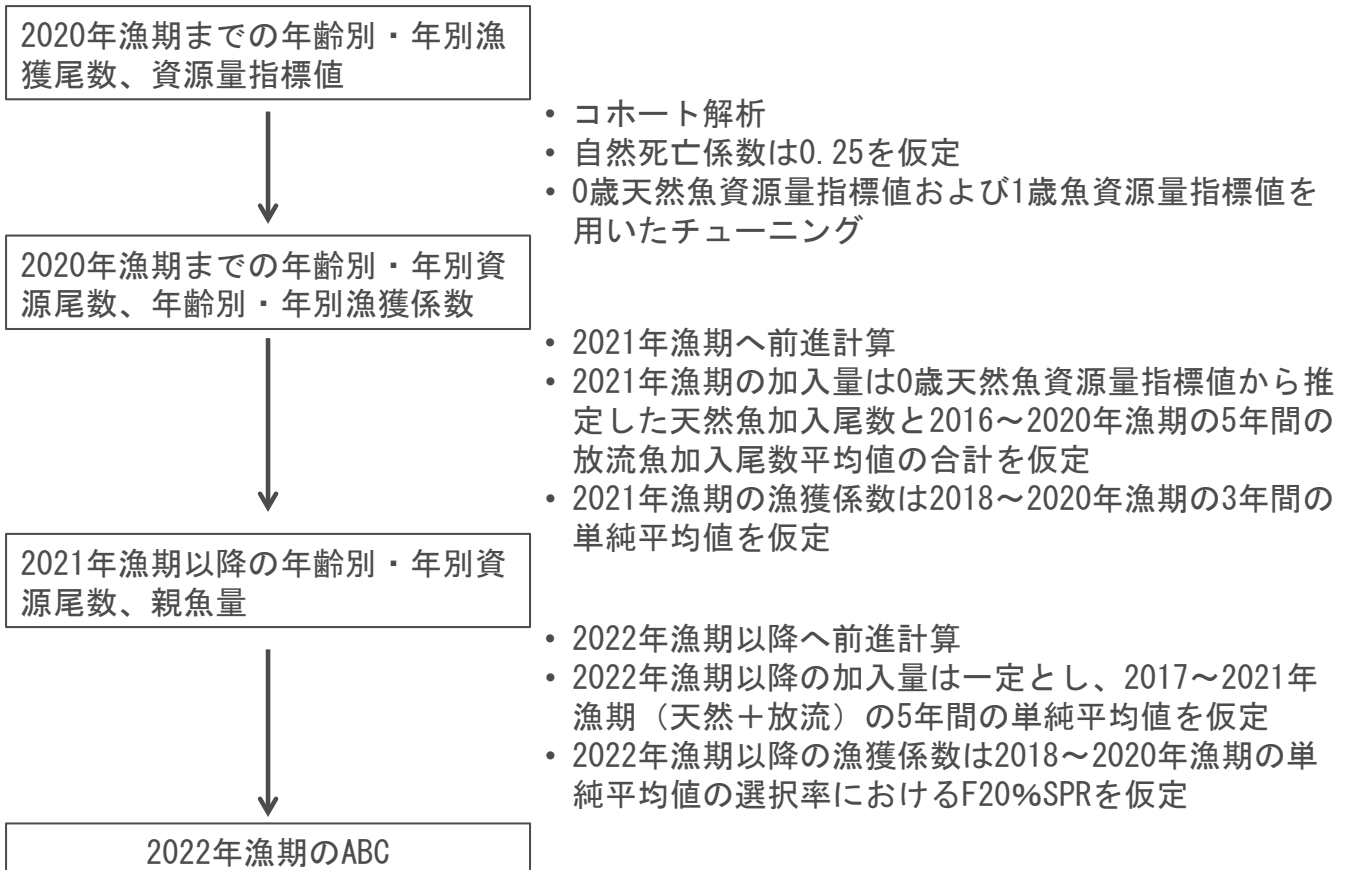 2020年漁期までの年齢別・年別漁
獲尾数、資源量指標値
• コホート解析
• 自然死亡係数は0.25を仮定
• 0歳天然魚資源量指標値および1歳魚資源量指標値を
用いたチューニング
2020年漁期までの年齢別・年別資
源尾数、年齢別・年別漁獲係数
• 2021年漁期へ前進計算
• 2021年漁期の加入量は0歳天然魚資源量指標値から推
定した天然魚加入尾数と2016～2020年漁期の5年間の
放流魚加入尾数平均値の合計を仮定
• 2021年漁期の漁獲係数は2018～2020年漁期の3年間の
単純平均値を仮定
2021年漁期以降の年齢別・年別資
源尾数、親魚量
• 2022年漁期以降へ前進計算
• 2022年漁期以降の加入量は一定とし、2017～2021年
漁期（天然＋放流）の5年間の単純平均値を仮定
• 2022年漁期以降の漁獲係数は2018～2020年漁期の単
純平均値の選択率におけるF20%SPRを仮定
2022年漁期のABC